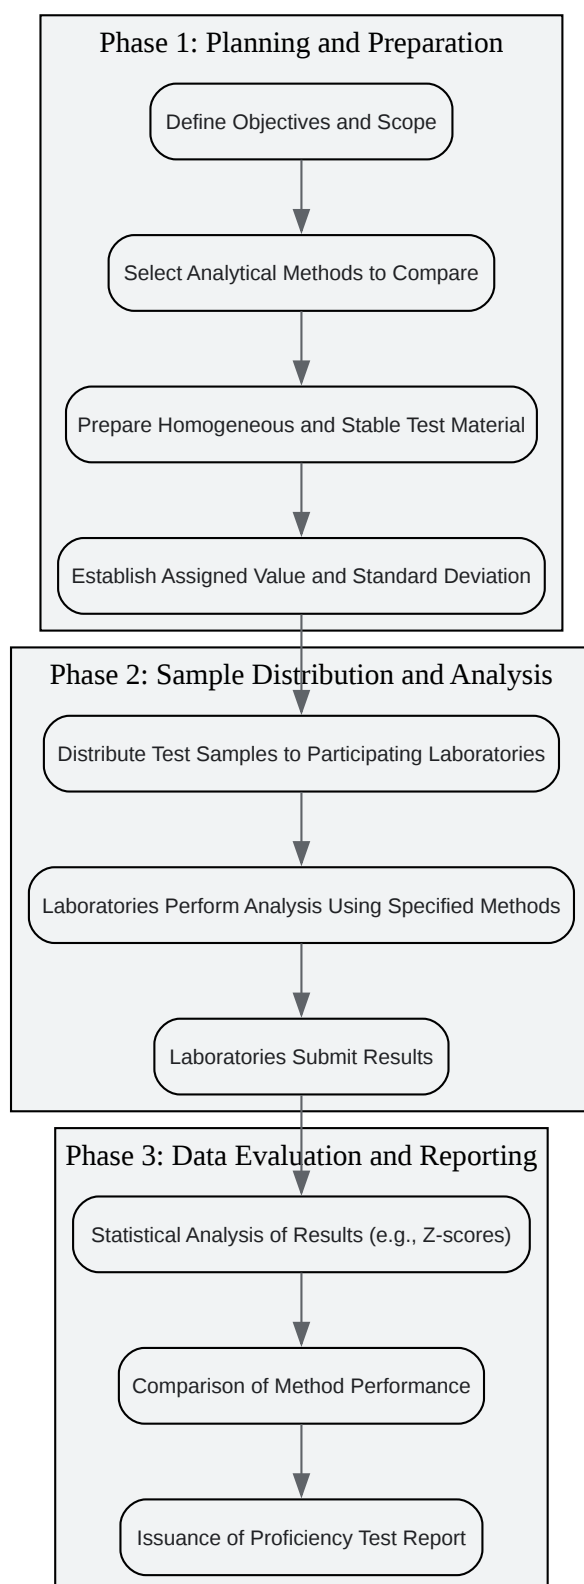 Phase 1: Planning and Preparation
Define Objectives and Scope
Select Analytical Methods to Compare
Prepare Homogeneous and Stable Test Material
Establish Assigned Value and Standard Deviation
Phase 2: Sample Distribution and Analysis
Distribute Test Samples to Participating Laboratories
Laboratories Perform Analysis Using Specified Methods
Laboratories Submit Results
Phase 3: Data Evaluation and Reporting
Statistical Analysis of Results (e.g., Z-scores)
Comparison of Method Performance
Issuance of Proficiency Test Report